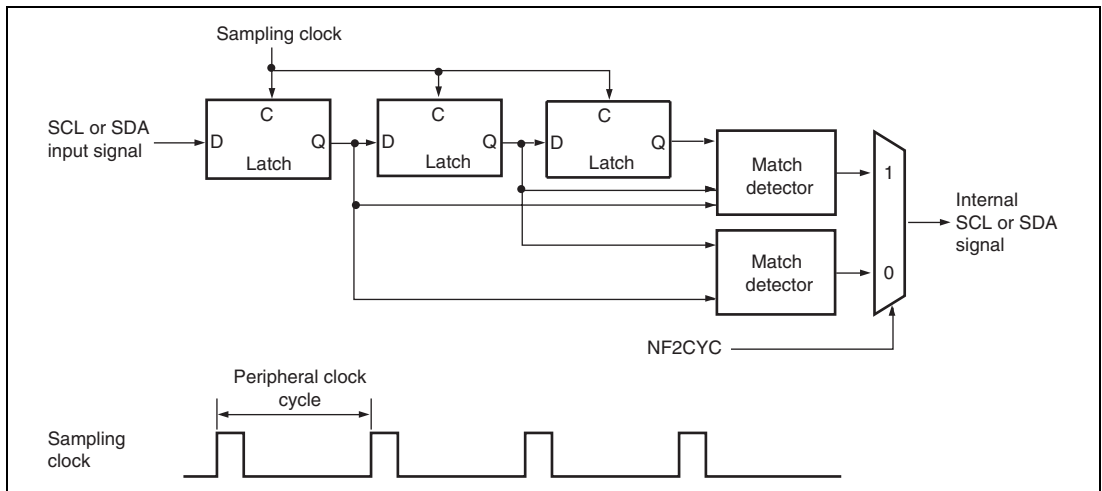 Sampling clock
SCL or SDA
input signal
D
C
Q
Latch
D
C
Q
Latch
D
C
Q
Latch
Match
detector
1
Match
detector
0
Internal
SCL or SDA
signal
NF2CYC
Peripheral clock
cycle
Sampling
clock